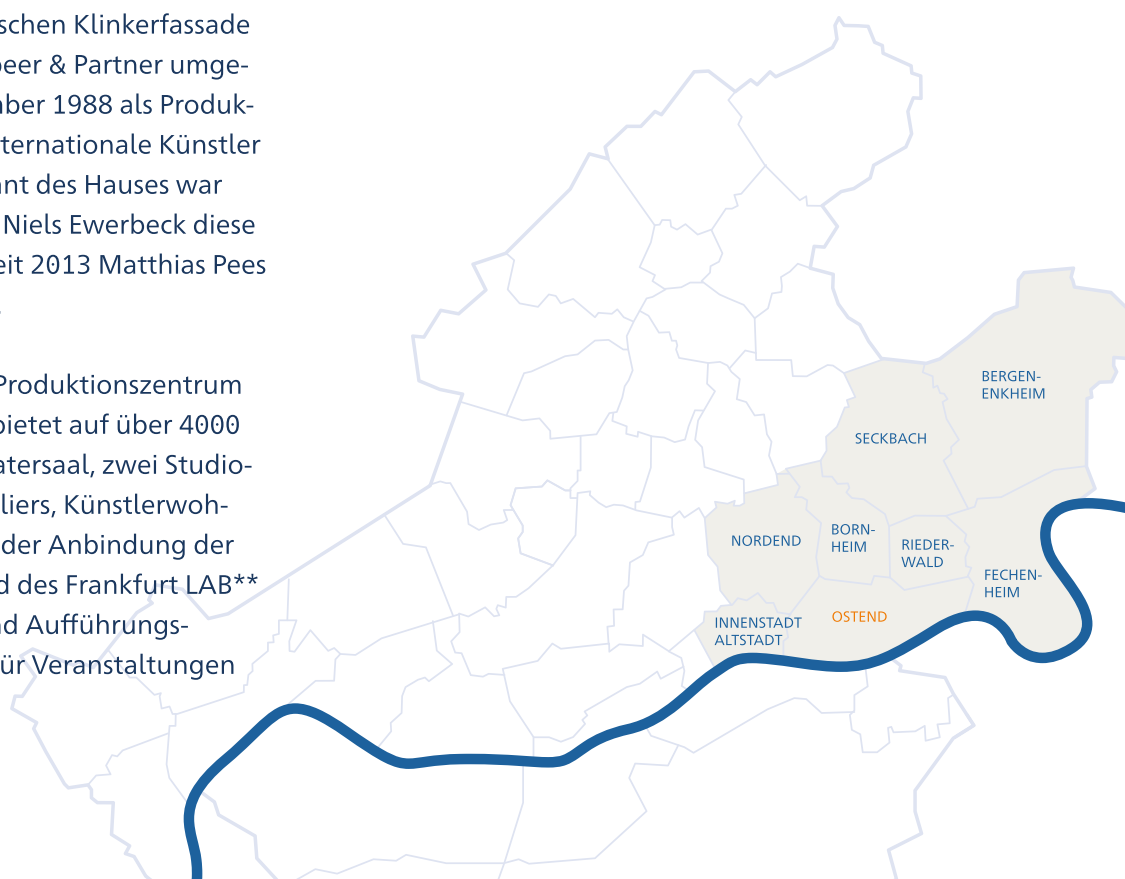 schen Klinkerfassade
eer & Partner umge-
ber 1988 als Produk-
ternationale Künstler
nt des Hauses war
Niels Ewerbeck diese
eit 2013 Matthias Pees
Produktionszentrum
bietet auf über 4000
atersaal, zwei Studio-
liers, Künstlerwoh-
der Anbindung der
d des Frankfurt LAB**
nd Aufführungs-
ür Veranstaltungen
BERGEN-
ENKHEIM
SECKBACH
NORDEND
BORN-
HEIM
RIEDER-
WALD
FECHEN-
HEIM
OSTEND
INNENSTADT
ALTSTADT